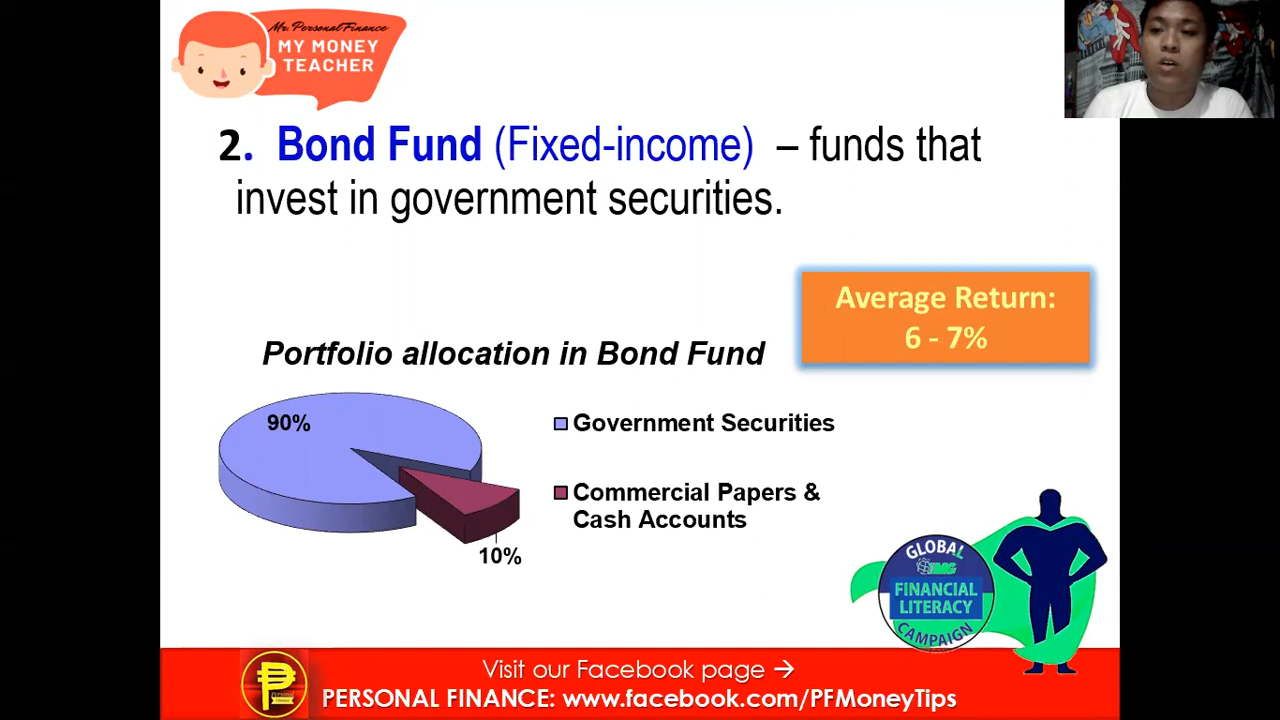 Mr. Personal Finance
MY MONEY
TEACHER
2. Bond Fund (Fixed-income) – funds that
invest in government securities.
Average Return:
6 - 7%
Portfolio allocation in Bond Fund
90%
Government Securities
Commercial Papers &
Cash Accounts
10%
GLOBAL
IMG
FINANCIAL
LITERACY
CAMPAIGN
Visit our Facebook page →
PERSONAL FINANCE: www.facebook.com/PFMoneyTips